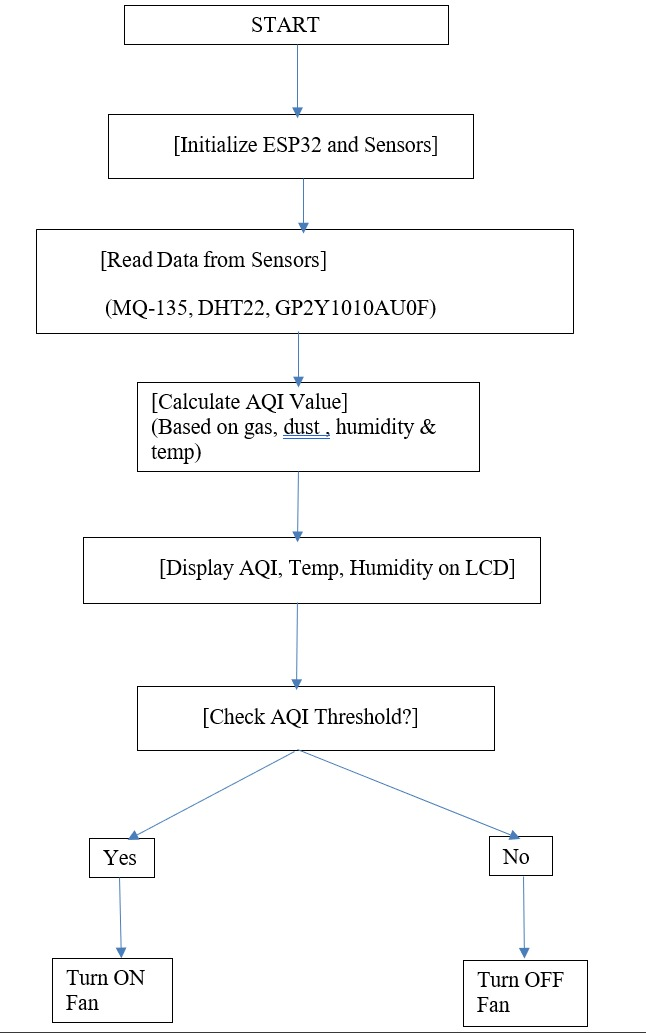 START
[Initialize ESP32 and Sensors]
[Read Data from Sensors]
(MQ-135, DHT22, GP2Y1010AU0F)
[Calculate AQI Value]
(Based on gas, dust , humidity &
temp)
[Display AQI, Temp, Humidity on LCD]
[Check AQI Threshold?]
Yes
No
Turn ON
Fan
Turn OFF
Fan